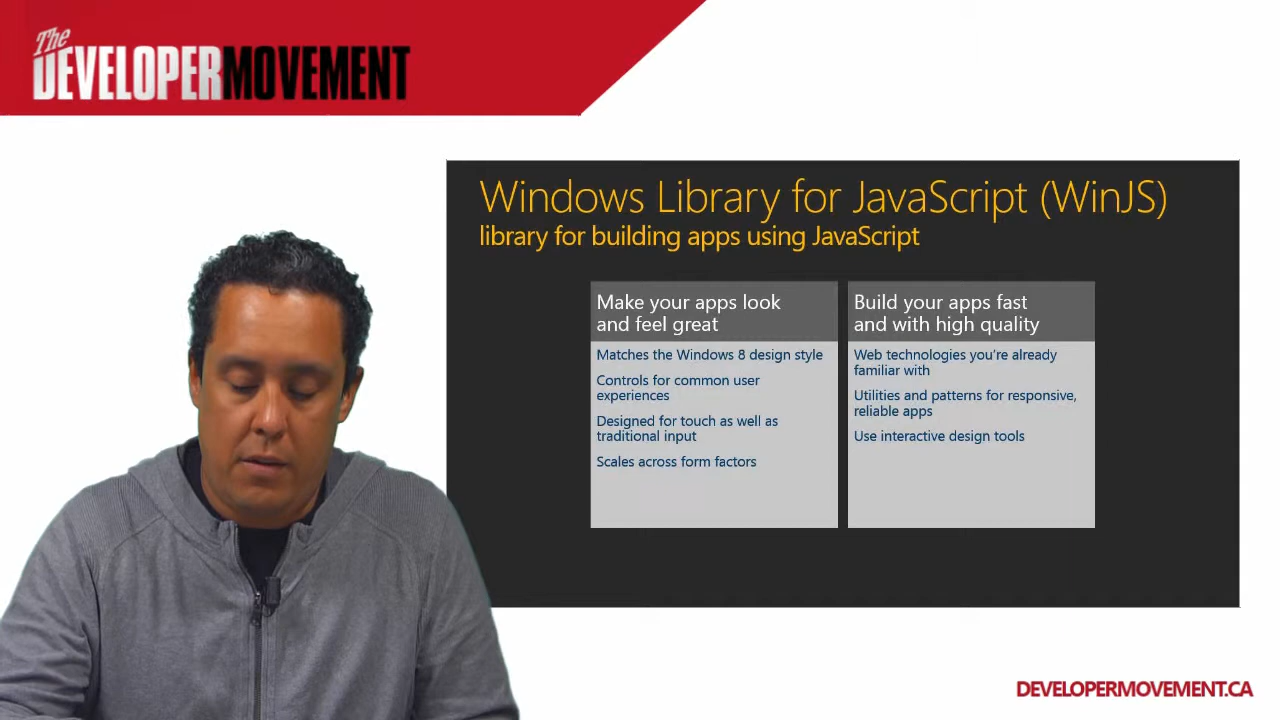 The
DEVELOPERMOVEMENT
Windows Library for JavaScript (WinJS)
library for building apps using JavaScript
Make your apps look
and feel great
Matches the Windows 8 design style
Controls for common user
experiences
Designed for touch as well as
traditional input
Scales across form factors
Build your apps fast
and with high quality
Web technologies you're already
familiar with
Utilities and patterns for responsive,
reliable apps
Use interactive design tools
DEVELOPERMOVEMENT.CA